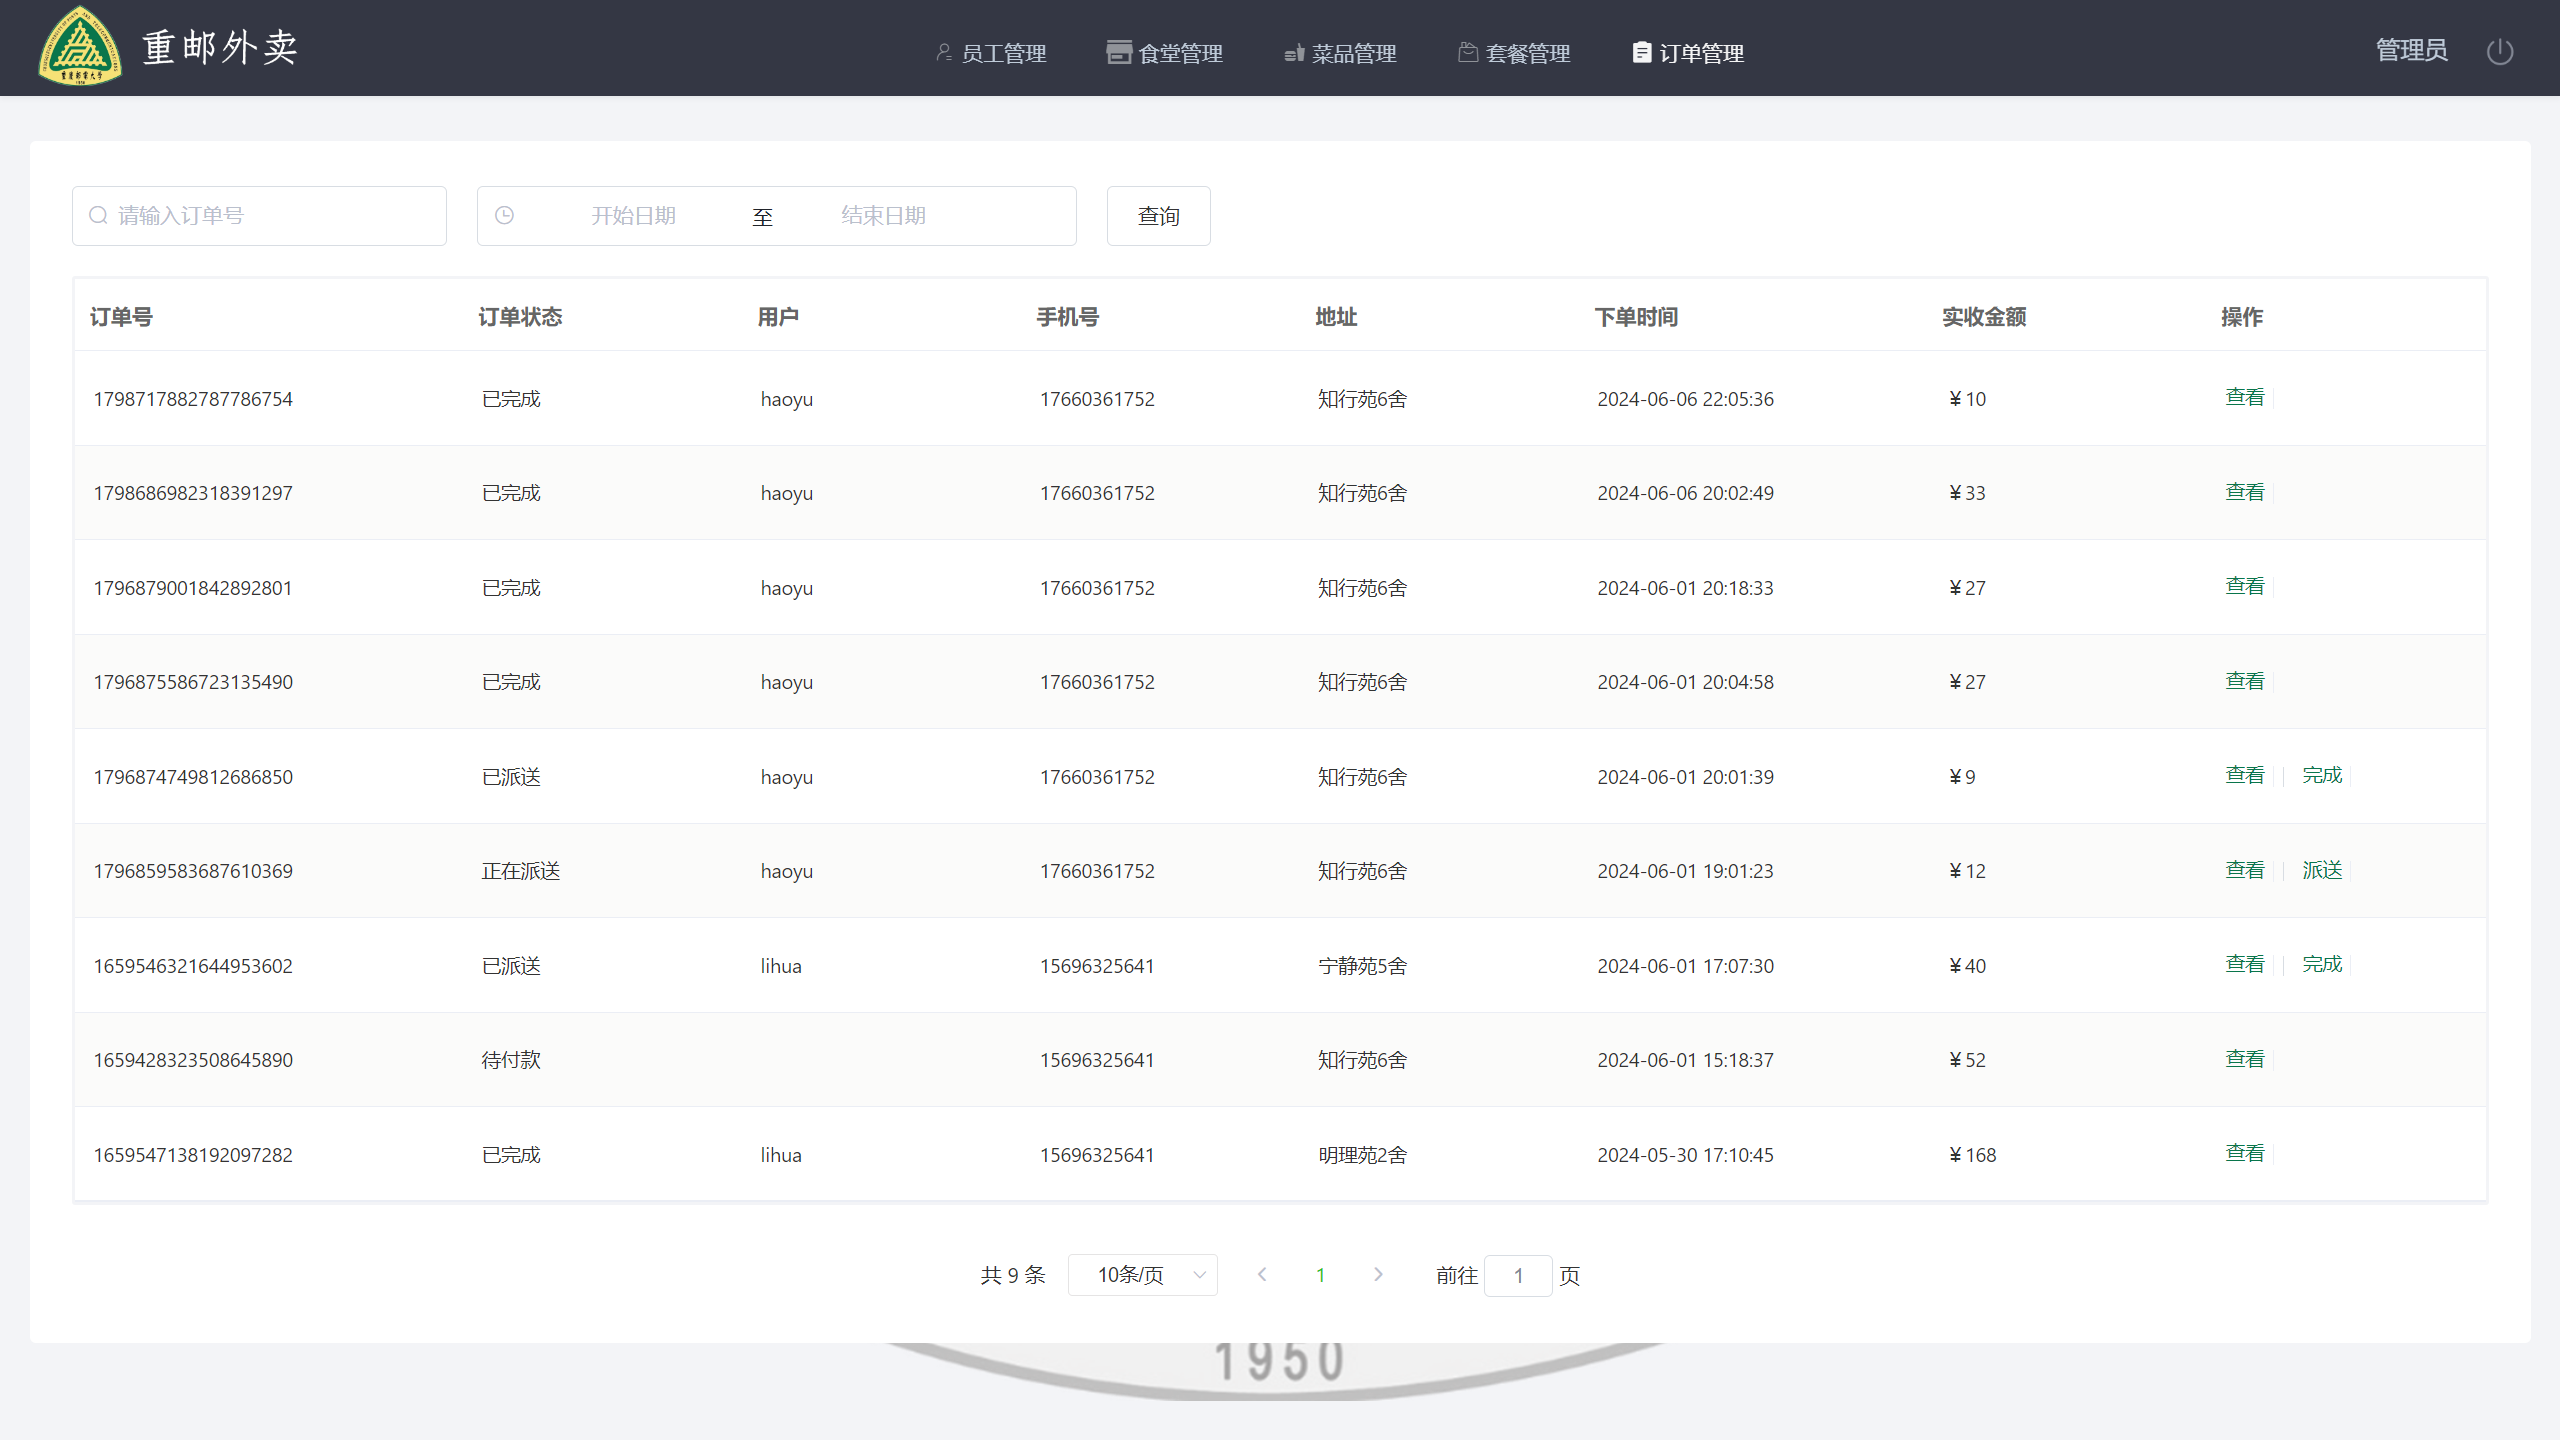 重邮外卖
员工管理 食堂管理 菜品管理 套餐管理 订单管理
管理员
请输入订单号 开始日期 至 结束日期 查询
订单号 订单状态 用户 手机号 地址 下单时间 实收金额 操作
1798717882787786754 已完成 haoyu 17660361752 知行苑6舍 2024-06-06 22:05:36 ¥ 10 查看
1798686982318391297 已完成 haoyu 17660361752 知行苑6舍 2024-06-06 20:02:49 ¥ 33 查看
1796879001842892801 已完成 haoyu 17660361752 知行苑6舍 2024-06-01 20:18:33 ¥ 27 查看
1796875586723135490 已完成 haoyu 17660361752 知行苑6舍 2024-06-01 20:04:58 ¥ 27 查看
1796874749812686850 已派送 haoyu 17660361752 知行苑6舍 2024-06-01 20:01:39 ¥ 9 查看 完成
1796859583687610369 正在派送 haoyu 17660361752 知行苑6舍 2024-06-01 19:01:23 ¥ 12 查看 派送
1659546321644953602 已派送 lihua 15696325641 宁静苑5舍 2024-06-01 17:07:30 ¥ 40 查看 完成
1659428323508645890 待付款 15696325641 知行苑6舍 2024-06-01 15:18:37 ¥ 52 查看
1659547138192097282 已完成 lihua 15696325641 明理苑2舍 2024-05-30 17:10:45 ¥ 168 查看
共 9 条 10条/页 1 前往 1 页
1950